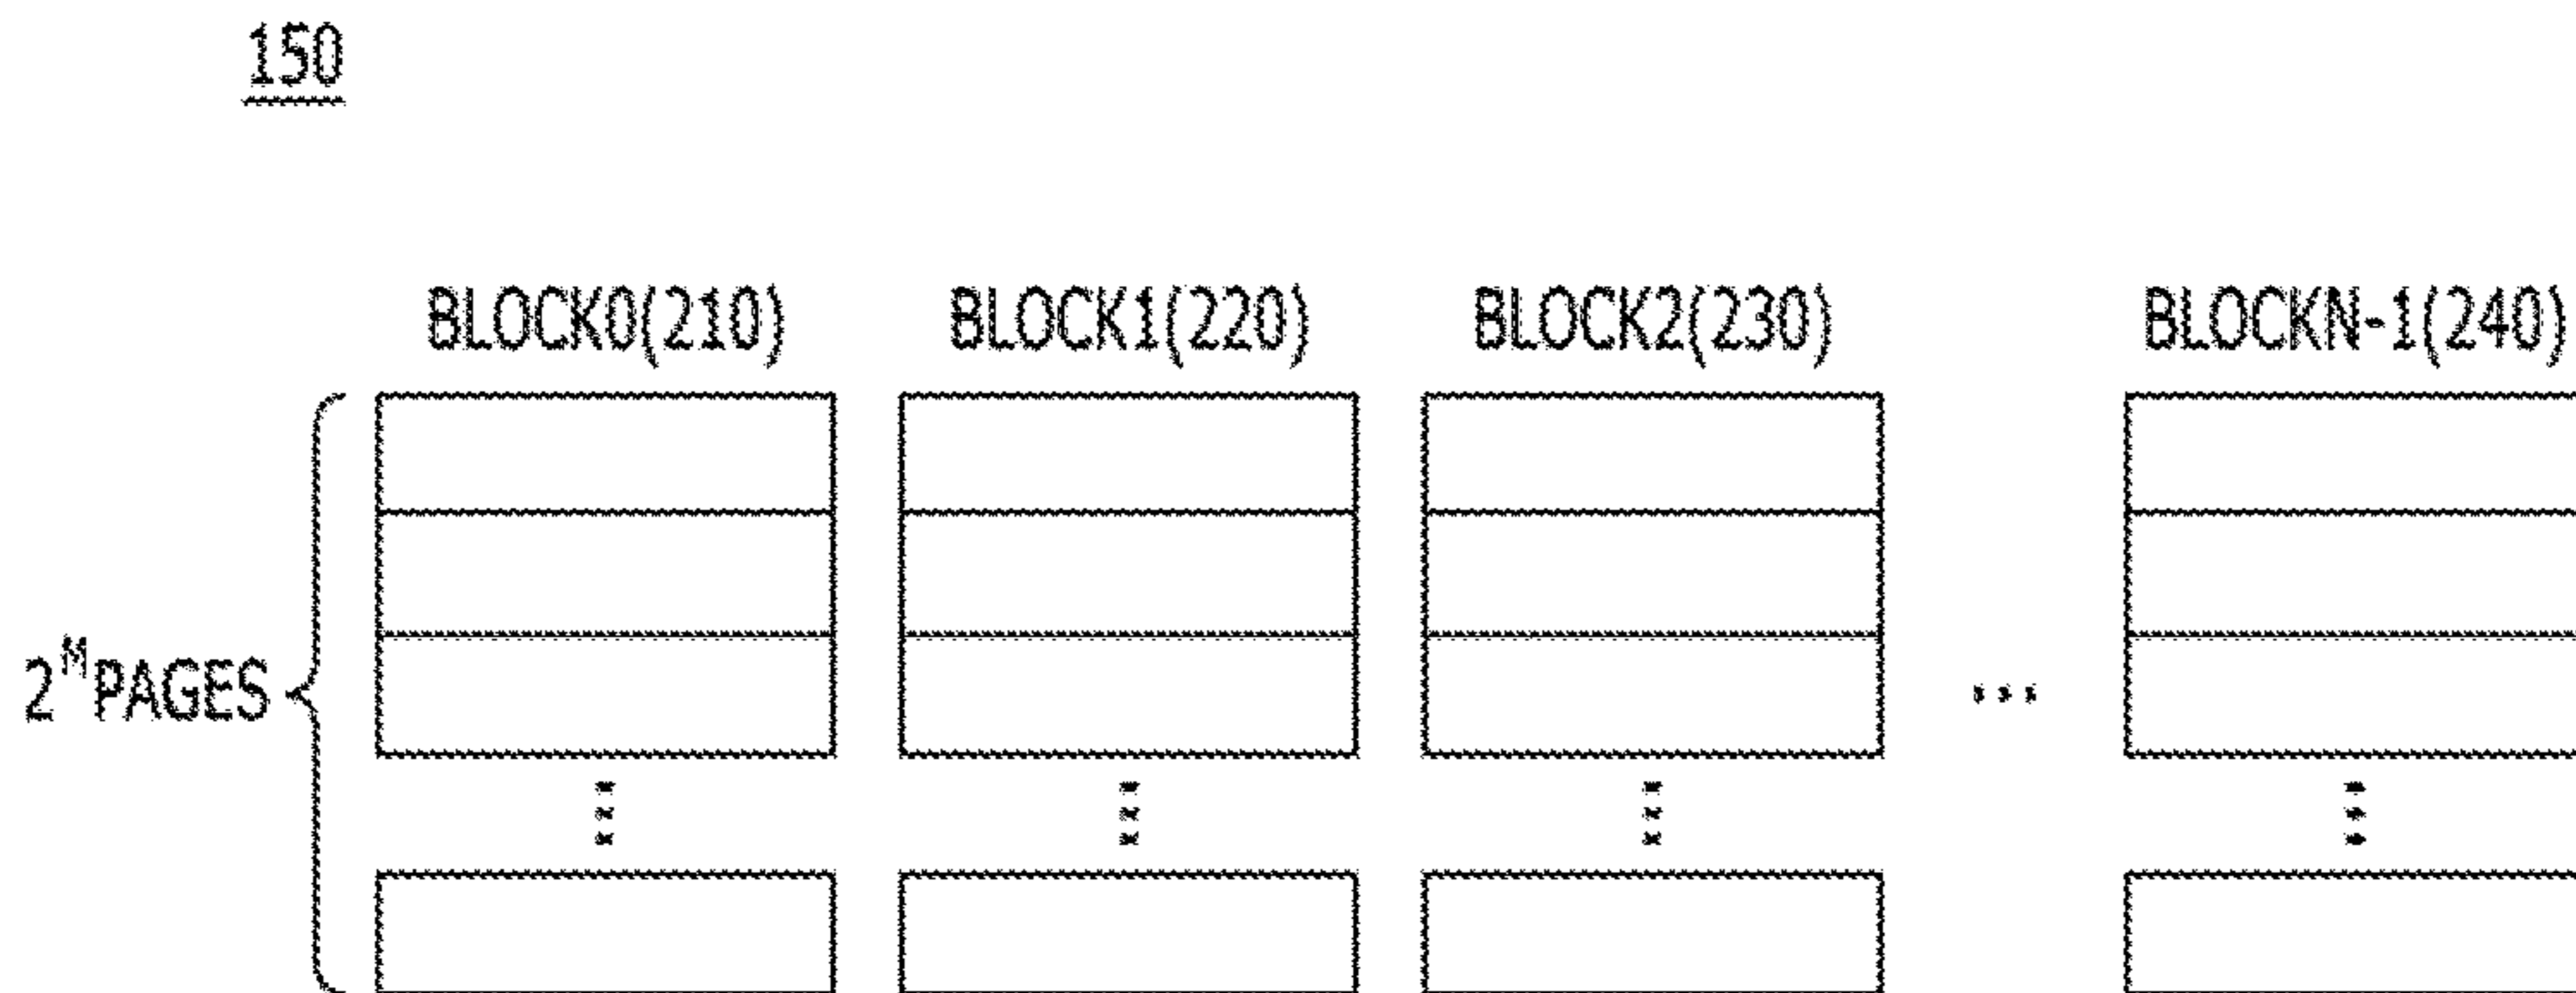 150
BLOCK0(210) BLOCK1(220) BLOCK2(230) BLOCKN-1(240)
2^M PAGES
...